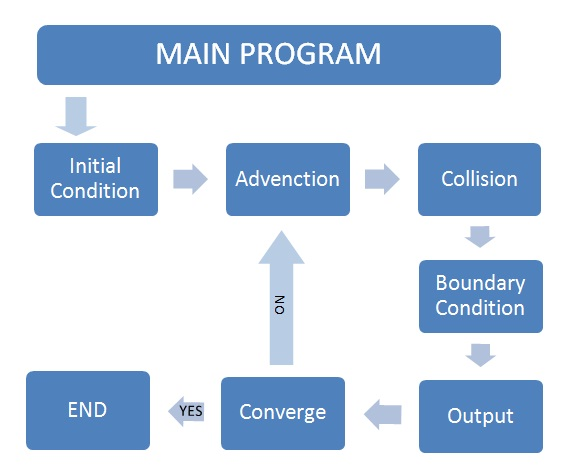 MAIN PROGRAM
Initial
Condition
Advenction
Collision
Boundary
Condition
NO
END
YES
Converge
Output